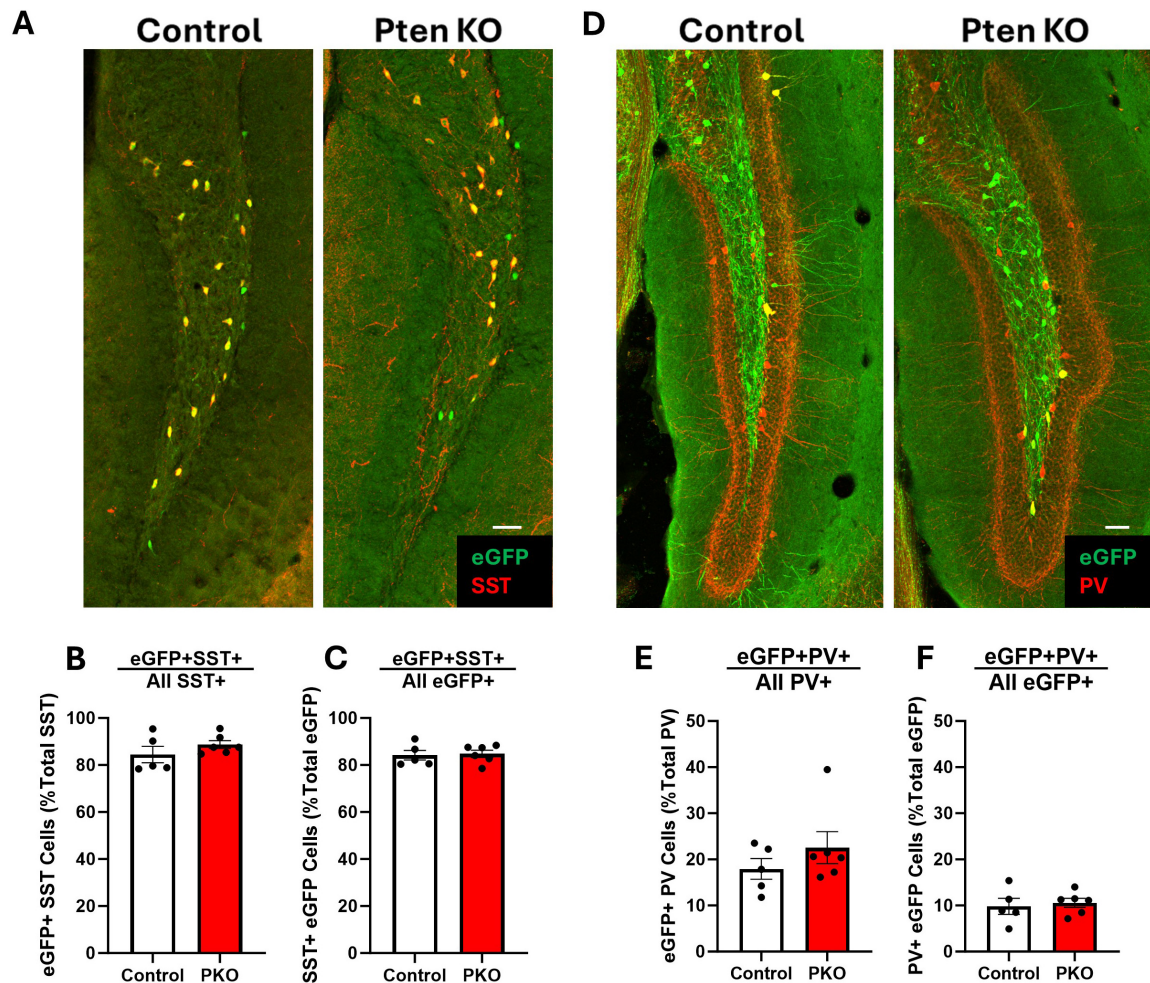 A
Control
Pten KO
eGFP
SST
D
Control
Pten KO
eGFP
PV
B
eGFP+SST+
All SST+
eGFP+ SST Cells (%Total SST)
100
80
60
40
20
0
Control
PKO
C
eGFP+SST+
All eGFP+
SST+ eGFP Cells (%Total eGFP)
100
80
60
40
20
0
Control
PKO
E
eGFP+PV+
All PV+
eGFP+ PV Cells (%Total PV)
50
40
30
20
10
0
Control
PKO
F
eGFP+PV+
All eGFP+
PV+ eGFP Cells (%Total eGFP)
50
40
30
20
10
0
Control
PKO